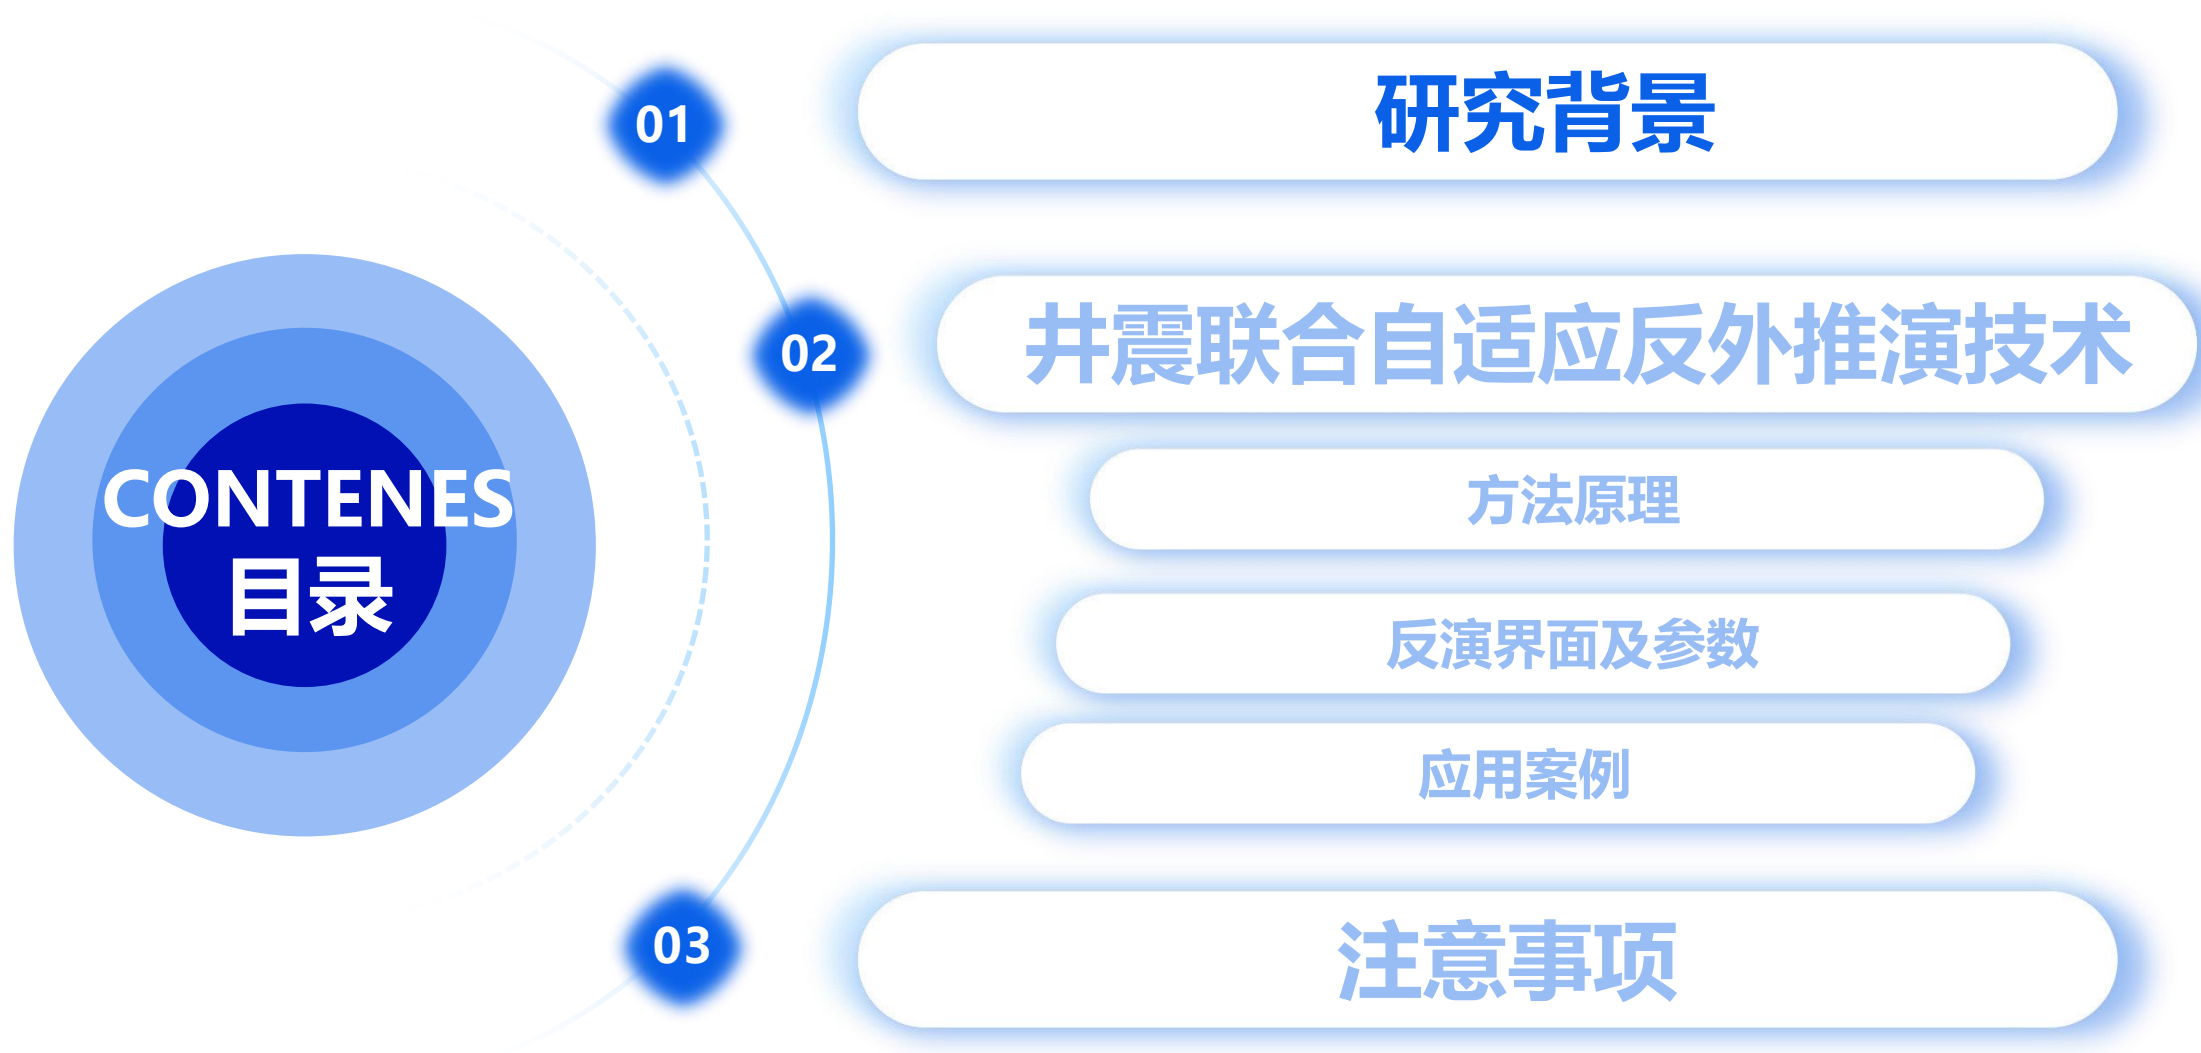 CONTENES
目录
01
研究背景
02
井震联合自适应反外推演技术
方法原理
反演界面及参数
应用案例
03
注意事项